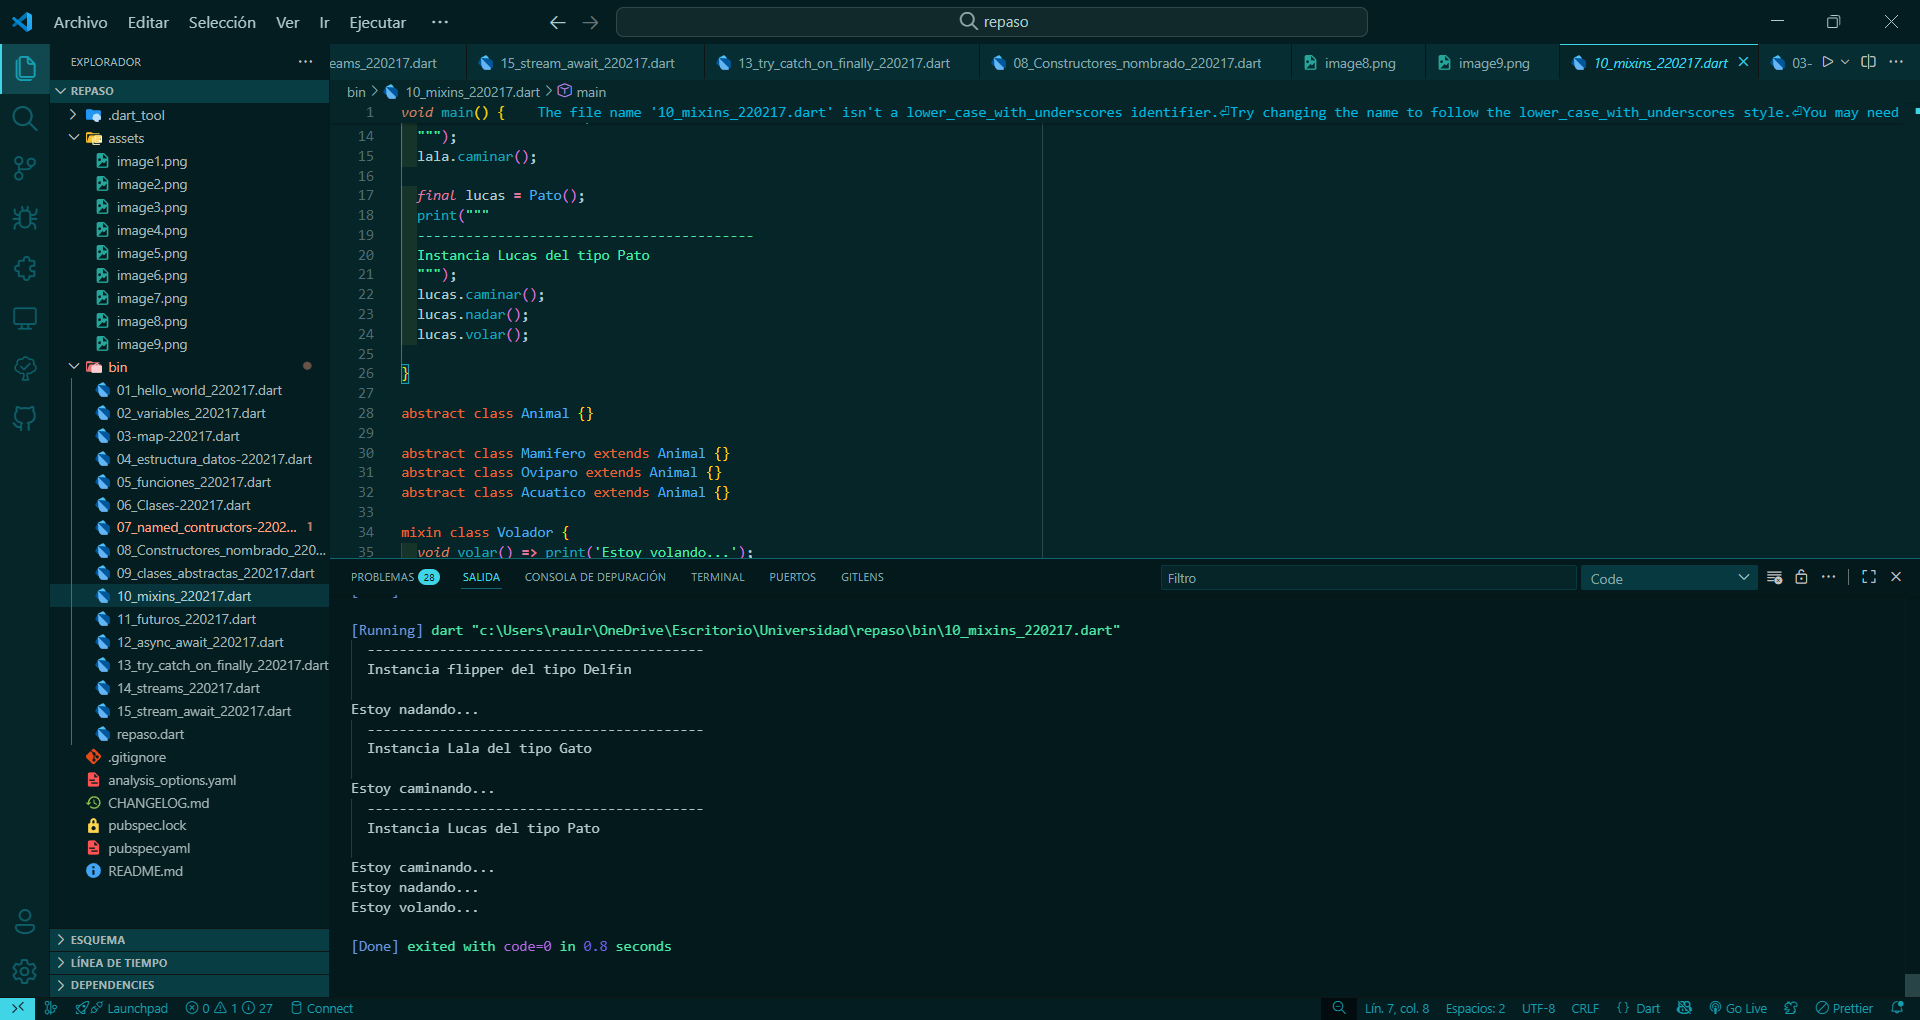 Archivo Editar Selección Ver Ir Ejecutar ···
repaso
EXPLORADOR
REPASO
.dart_tool
assets
image1.png
image2.png
image3.png
image4.png
image5.png
image6.png
image7.png
image8.png
image9.png
bin
01_hello_world_220217.dart
02_variables_220217.dart
03-map-220217.dart
04_estructura_datos-220217.dart
05_funciones_220217.dart
06_Clases-220217.dart
07_named_contructors-2202... 1
08_Constructores_nombrado_220...
09_clases_abstractas_220217.dart
10_mixins_220217.dart
11_futuros_220217.dart
12_async_await_220217.dart
13_try_catch_on_finally_220217.dart
14_streams_220217.dart
15_stream_await_220217.dart
repaso.dart
.gitignore
analysis_options.yaml
CHANGELOG.md
pubspec.lock
pubspec.yaml
README.md
ESQUEMA
LÍNEA DE TIEMPO
DEPENDENCIES
eams_220217.dart 15_stream_await_220217.dart 13_try_catch_on_finally_220217.dart 08_Constructores_nombrado_220217.dart image8.png image9.png 10_mixins_220217.dart 03-
bin > 10_mixins_220217.dart > main
1 void main() { The file name '10_mixins_220217.dart' isn't a lower_case_with_underscores identifier.⏎Try changing the name to follow the lower_case_with_underscores style.⏎You may need
14 """);
15 lala.caminar();
16
17 final lucas = Pato();
18 print("""
19 ------------------------------------------
20 Instancia Lucas del tipo Pato
21 """);
22 lucas.caminar();
23 lucas.nadar();
24 lucas.volar();
25
26 }
27
28 abstract class Animal {}
29
30 abstract class Mamifero extends Animal {}
31 abstract class Oviparo extends Animal {}
32 abstract class Acuatico extends Animal {}
33
34 mixin class Volador {
35 void volar() => print('Estoy volando...');
PROBLEMAS 28 SALIDA CONSOLA DE DEPURACIÓN TERMINAL PUERTOS GITLENS Filtro Code
[Running] dart "c:\Users\raulr\OneDrive\Escritorio\Universidad\repaso\bin\10_mixins_220217.dart"
------------------------------------------
Instancia flipper del tipo Delfin
Estoy nadando...
------------------------------------------
Instancia Lala del tipo Gato
Estoy caminando...
------------------------------------------
Instancia Lucas del tipo Pato
Estoy caminando...
Estoy nadando...
Estoy volando...
[Done] exited with code=0 in 0.8 seconds
Launchpad 0 1 27 Connect Lín. 7, col. 8 Espacios: 2 UTF-8 CRLF {} Dart Go Live Prettier